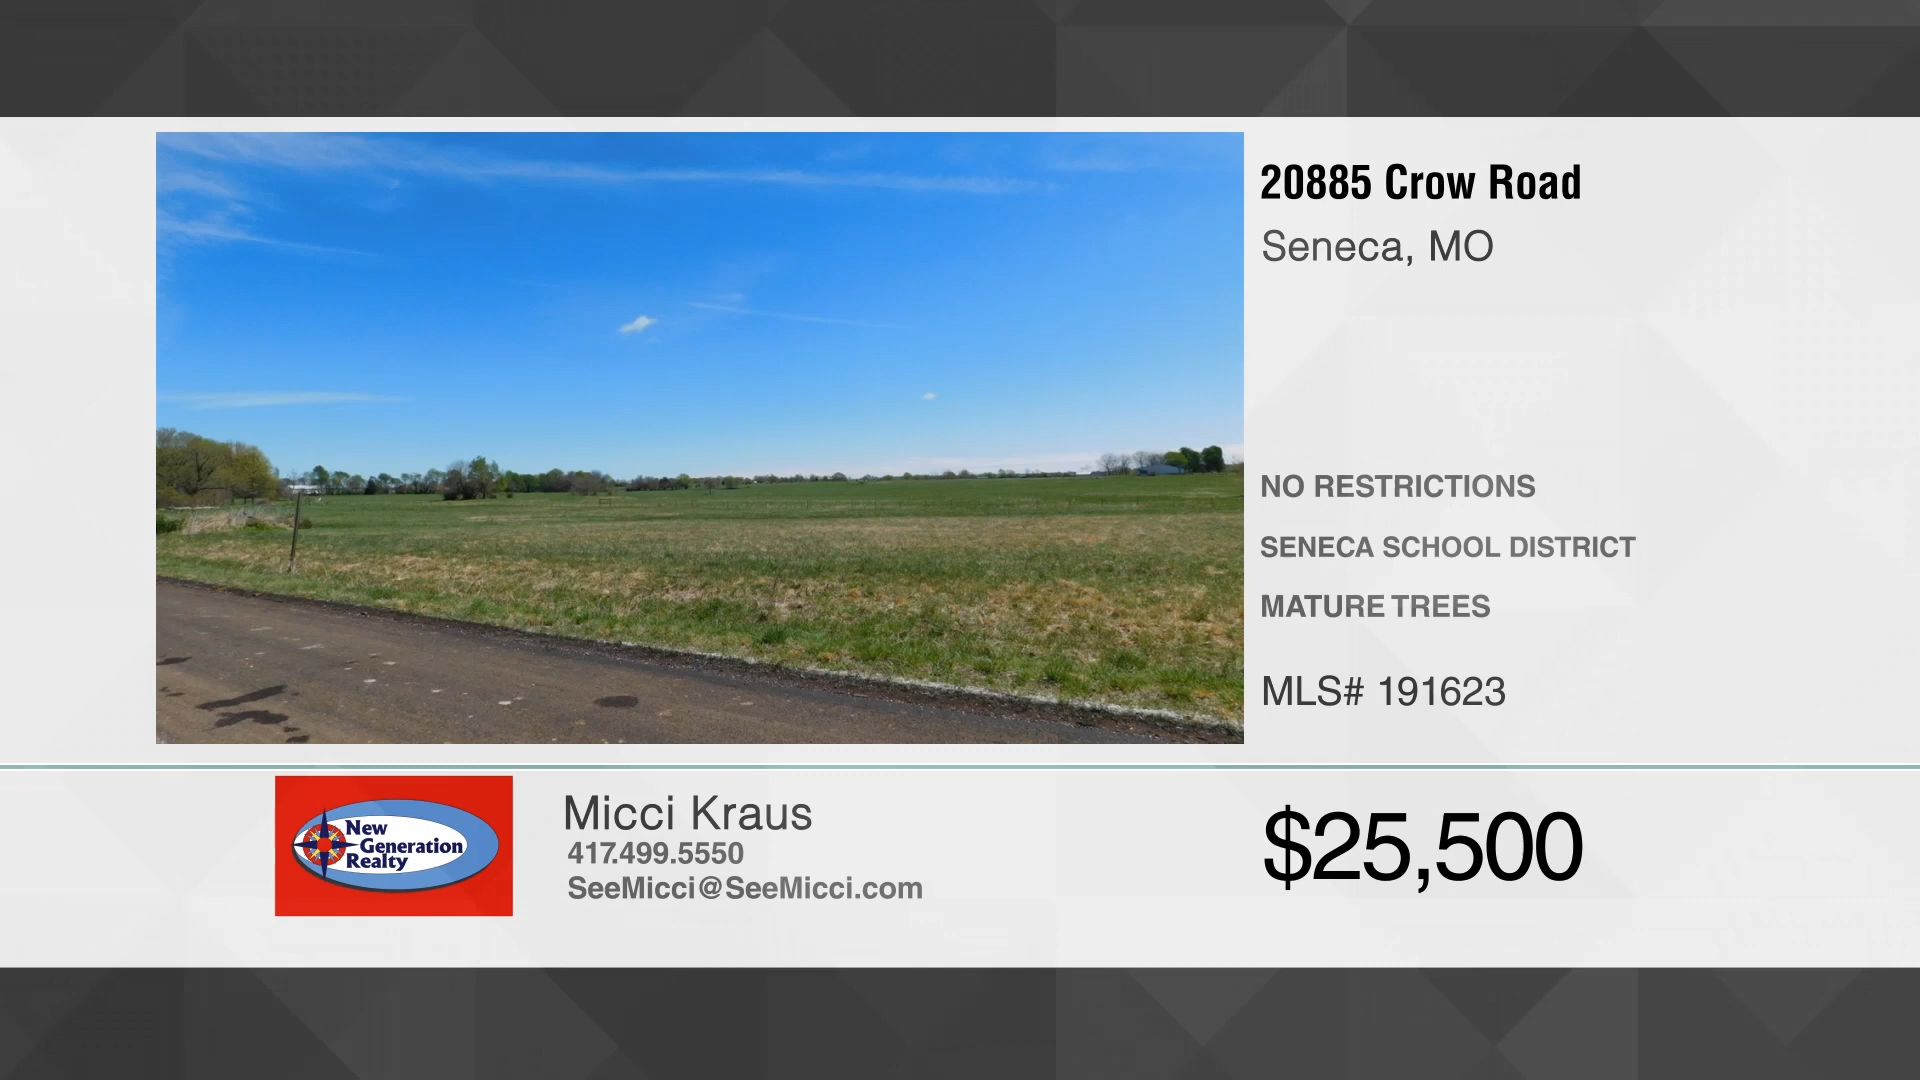 20885 Crow Road
Seneca, MO
NO RESTRICTIONS
SENECA SCHOOL DISTRICT
MATURE TREES
MLS# 191623
New
Generation
Realty
Micci Kraus
417.499.5550
SeeMicci@SeeMicci.com
$25,500